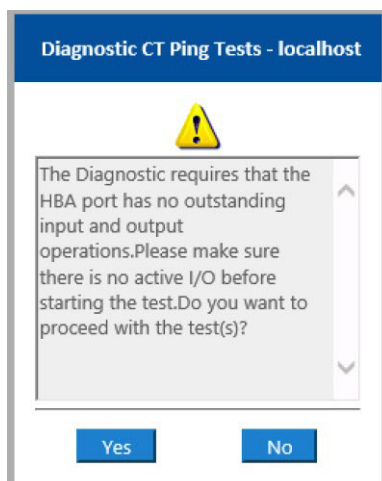 Diagnostic CT Ping Tests - localhost
The Diagnostic requires that the
HBA port has no outstanding
input and output
operations.Please make sure
there is no active I/O before
starting the test.Do you want to
proceed with the test(s)?
Yes
No